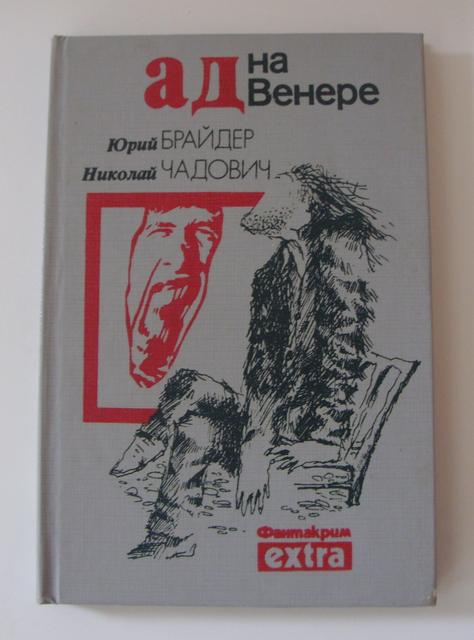 ад на
Венере
Юрий БРАЙДЕР
Николай ЧАДОВИЧ
Фантакрим
extra